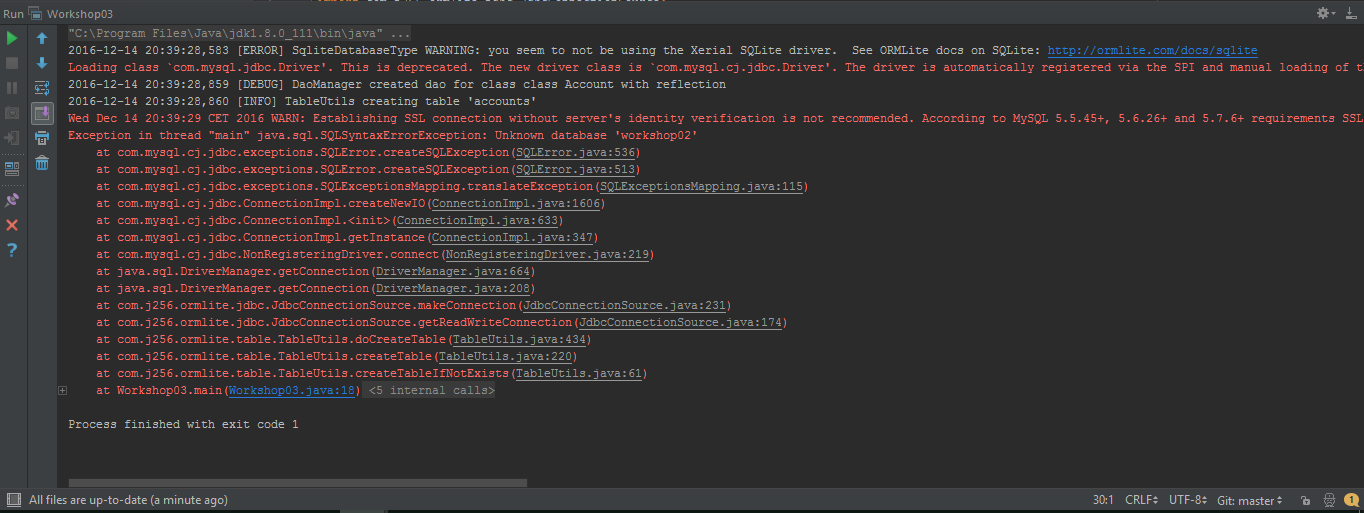 Run Workshop03
"C:\Program Files\Java\jdk1.8.0_111\bin\java" ...
2016-12-14 20:39:28,583 [ERROR] SqliteDatabaseType WARNING: you seem to not be using the Xerial SQLite driver.  See ORMLite docs on SQLite: http://ormlite.com/docs/sqlite
Loading class `com.mysql.jdbc.Driver'. This is deprecated. The new driver class is `com.mysql.cj.jdbc.Driver'. The driver is automatically registered via the SPI and manual loading of
2016-12-14 20:39:28,859 [DEBUG] DaoManager created dao for class class Account with reflection
2016-12-14 20:39:28,860 [INFO] TableUtils creating table 'accounts'
Wed Dec 14 20:39:29 CET 2016 WARN: Establishing SSL connection without server's identity verification is not recommended. According to MySQL 5.5.45+, 5.6.26+ and 5.7.6+ requirements SSL
Exception in thread "main" java.sql.SQLSyntaxErrorException: Unknown database 'workshop02'
at com.mysql.cj.jdbc.exceptions.SQLError.createSQLException(SQLError.java:536)
at com.mysql.cj.jdbc.exceptions.SQLError.createSQLException(SQLError.java:513)
at com.mysql.cj.jdbc.exceptions.SQLExceptionsMapping.translateException(SQLExceptionsMapping.java:115)
at com.mysql.cj.jdbc.ConnectionImpl.createNewIO(ConnectionImpl.java:1606)
at com.mysql.cj.jdbc.ConnectionImpl.<init>(ConnectionImpl.java:633)
at com.mysql.cj.jdbc.ConnectionImpl.getInstance(ConnectionImpl.java:347)
at com.mysql.cj.jdbc.NonRegisteringDriver.connect(NonRegisteringDriver.java:219)
at java.sql.DriverManager.getConnection(DriverManager.java:664)
at java.sql.DriverManager.getConnection(DriverManager.java:208)
at com.j256.ormlite.jdbc.JdbcConnectionSource.makeConnection(JdbcConnectionSource.java:231)
at com.j256.ormlite.jdbc.JdbcConnectionSource.getReadWriteConnection(JdbcConnectionSource.java:174)
at com.j256.ormlite.table.TableUtils.doCreateTable(TableUtils.java:434)
at com.j256.ormlite.table.TableUtils.createTable(TableUtils.java:220)
at com.j256.ormlite.table.TableUtils.createTableIfNotExists(TableUtils.java:61)
at Workshop03.main(Workshop03.java:18) <5 internal calls>
Process finished with exit code 1
All files are up-to-date (a minute ago) 30:1 CRLF UTF-8 Git: master 1